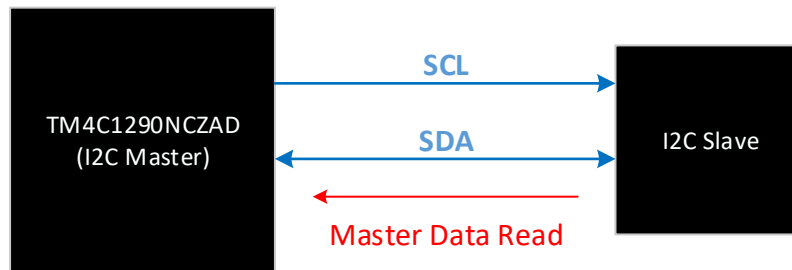 SCL
TM4C1290NCZAD
(I2C Master)
SDA
I2C Slave
Master Data Read